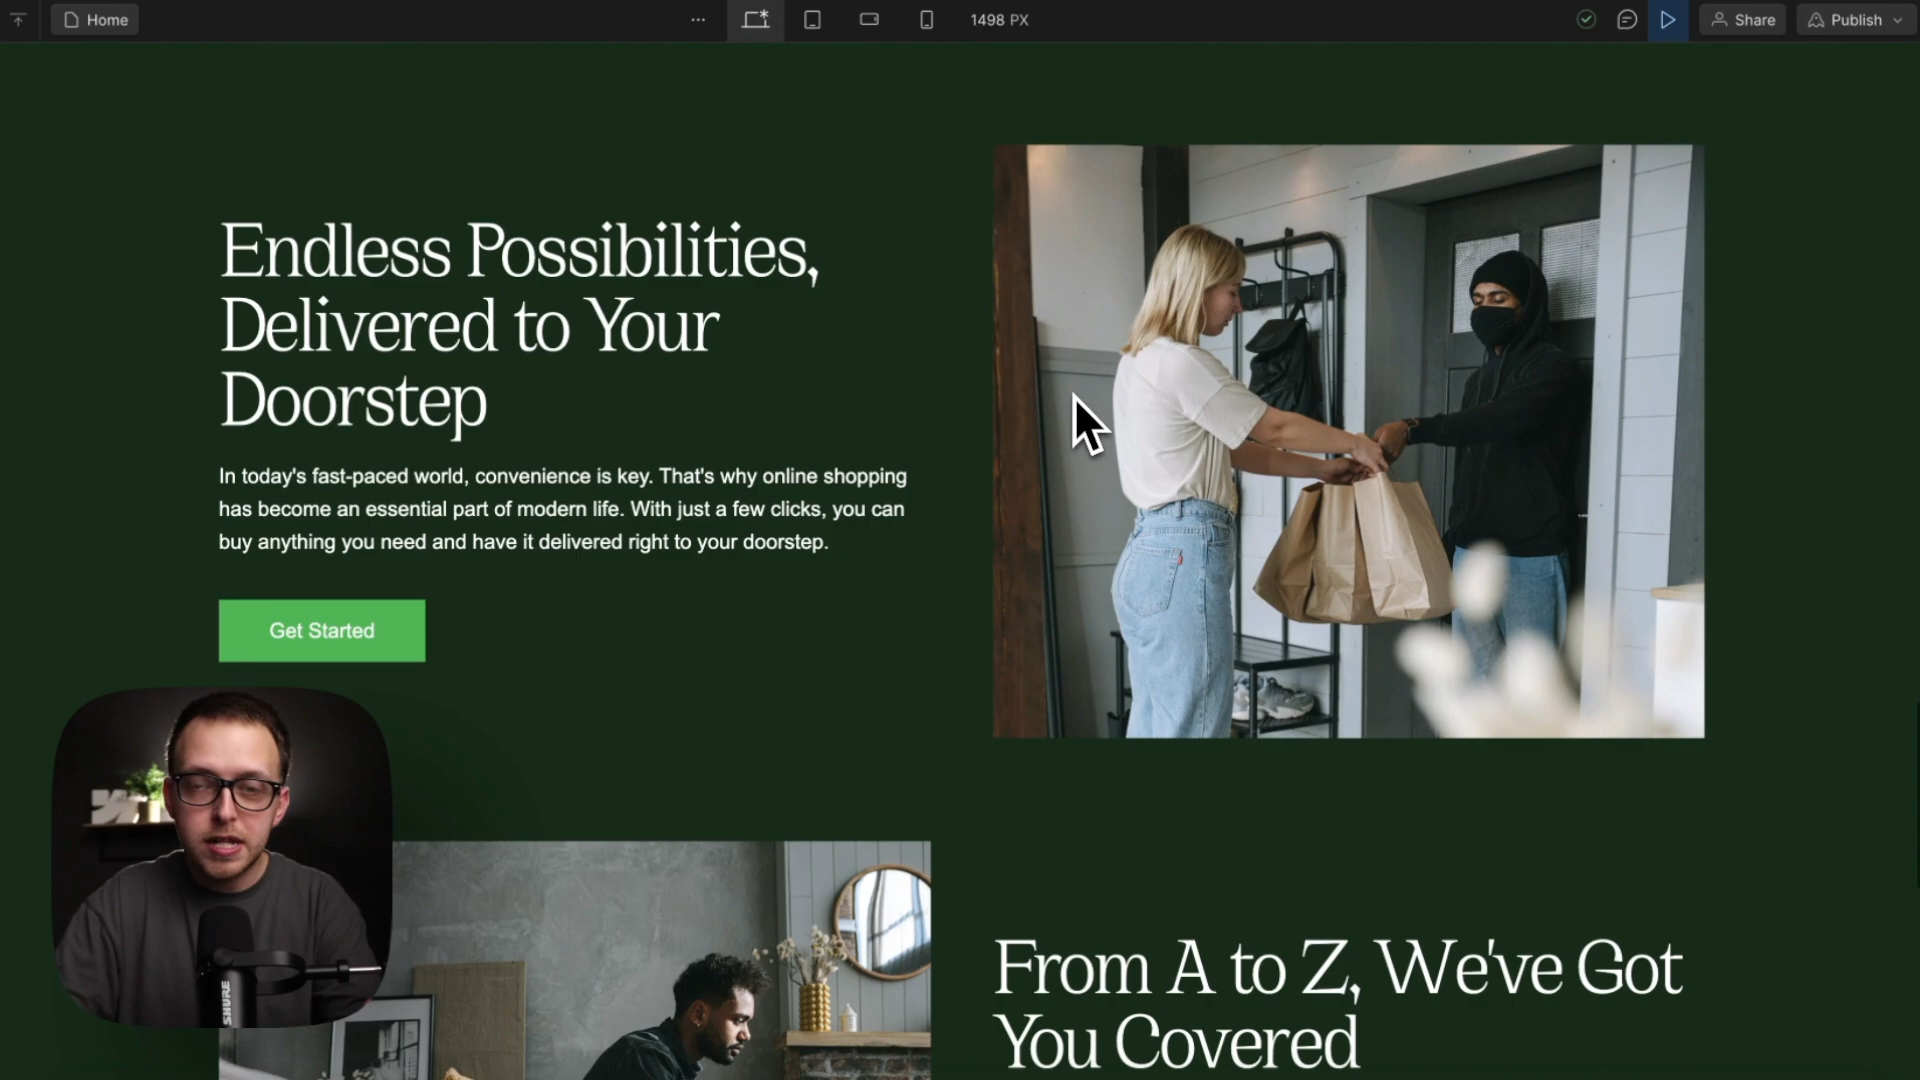 Home
1498 PX
Share
Publish
Endless Possibilities,
Delivered to Your
Doorstep
In today's fast-paced world, convenience is key. That's why online shopping
has become an essential part of modern life. With just a few clicks, you can
buy anything you need and have it delivered right to your doorstep.
Get Started
SHURE
From A to Z, We've Got
You Covered